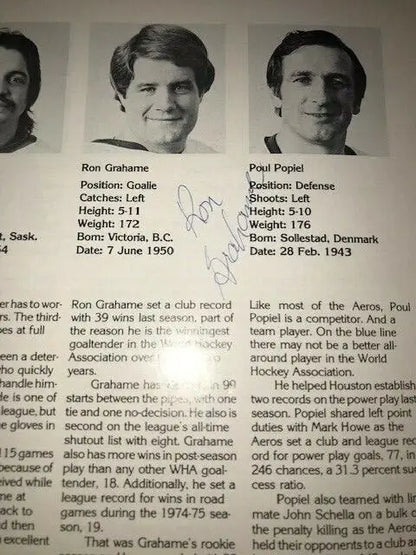 Ron Grahame
Position: Goalie
Catches: Left
Height: 5-11
Weight: 172
Born: Victoria, B.C.
Date: 7 June 1950
Poul Popiel
Position: Defense
Shoots: Left
Height: 5-10
Weight: 176
Born: Sollestad, Denmark
Date: 28 Feb. 1943
Ron
Grahame
t, Sask.
54
er has to wor-
rs. The third-
pes at full
een a deter-
ho quickly
handle him-
de is one of
league, but
e gloves in
115 games
because of
eived while
me at
ack to
d then
n excellent
Ron Grahame set a club record
with 39 wins last season, part of
the reason he is the winningest
goaltender in the World Hockey
Association over two
years.
Grahame has in 99
starts between the pipes, with one
tie and one no-decision. He also is
second on the league's all-time
shutout list with eight. Grahame
also has more wins in post-season
play than any other WHA goal-
tender, 18. Additionally, he set a
league record for wins in road
games during the 1974-75 sea-
son, 19.
That was Grahame's rookie
Like most of the Aeros, Poul
Popiel is a competitor. And a
team player. On the blue line
there may not be a better all-
around player in the World
Hockey Association.
He helped Houston establish
two records on the power play last
season. Popiel shared left point
duties with Mark Howe as the
Aeros set a club and league rec-
ord for power play goals, 77, in
246 chances, a 31.3 percent suc-
cess ratio.
Popiel also teamed with lin
mate John Schella on a bulk o
the penalty killing as the Aeros
held their opponents to a club an